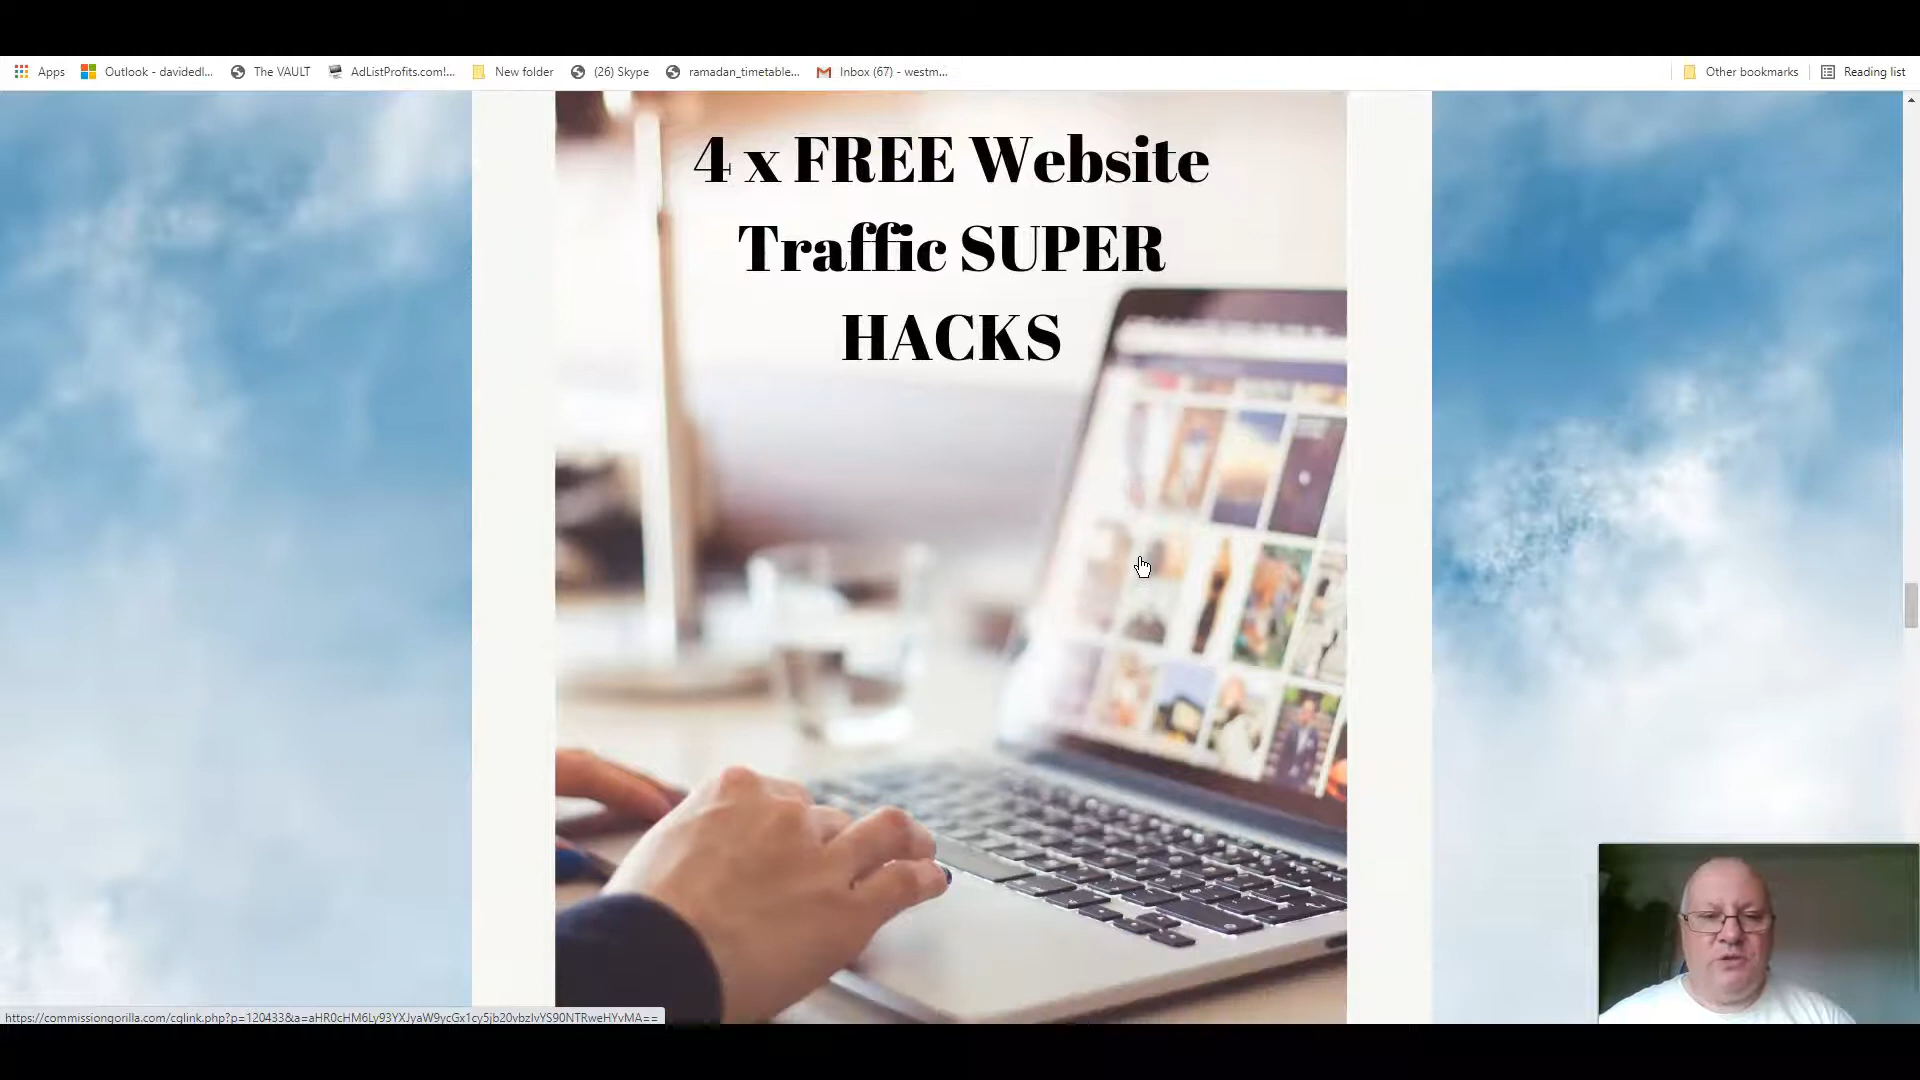 Apps Outlook - davidedl... The VAULT AdListProfits.com!... New folder (26) Skype ramadan_timetable... Inbox (67) - westm... Other bookmarks Reading list
4 x FREE Website
Traffic SUPER
HACKS
https://commissiongorilla.com/cglink.php?p=120433&a=aHR0cHM6Ly93YXJyaW9ycGx1cy5jb20vbzIvYS90NTRweHYvMA==